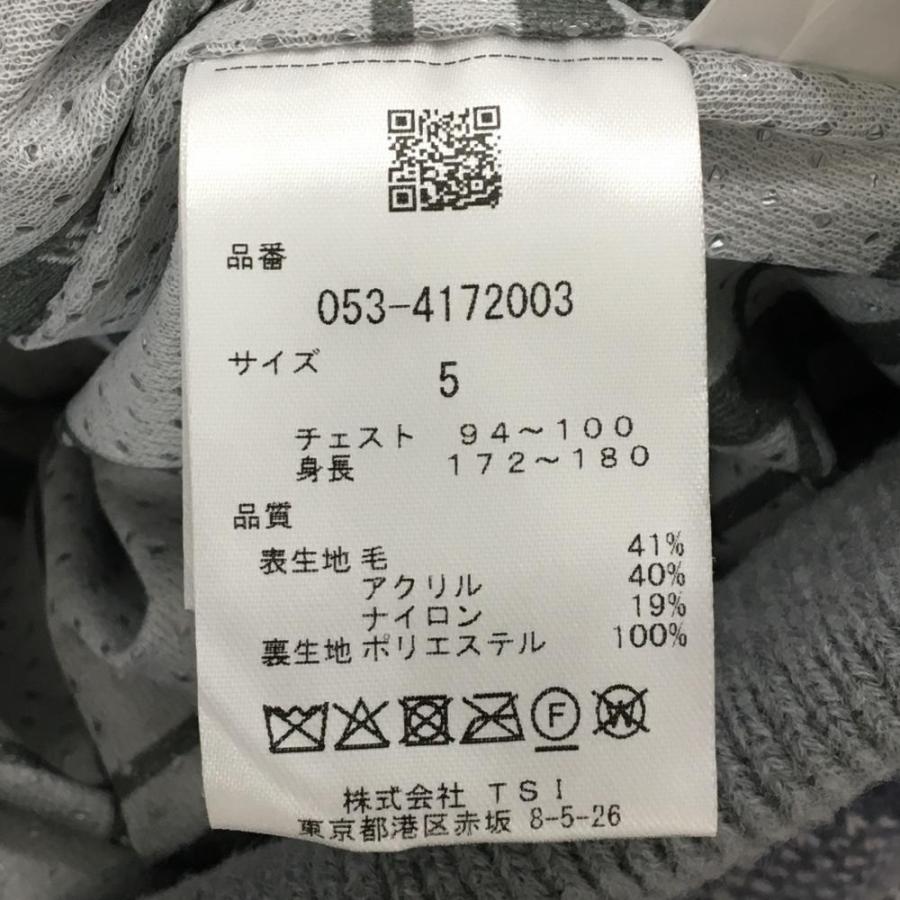 品番
053-4172003
サイズ
5
チェスト 94～100
身長 172～180
品質
表生地 毛 41%
アクリル 40%
ナイロン 19%
裏生地 ポリエステル 100%
F W
株式会社 TSI
東京都港区赤坂 8-5-26